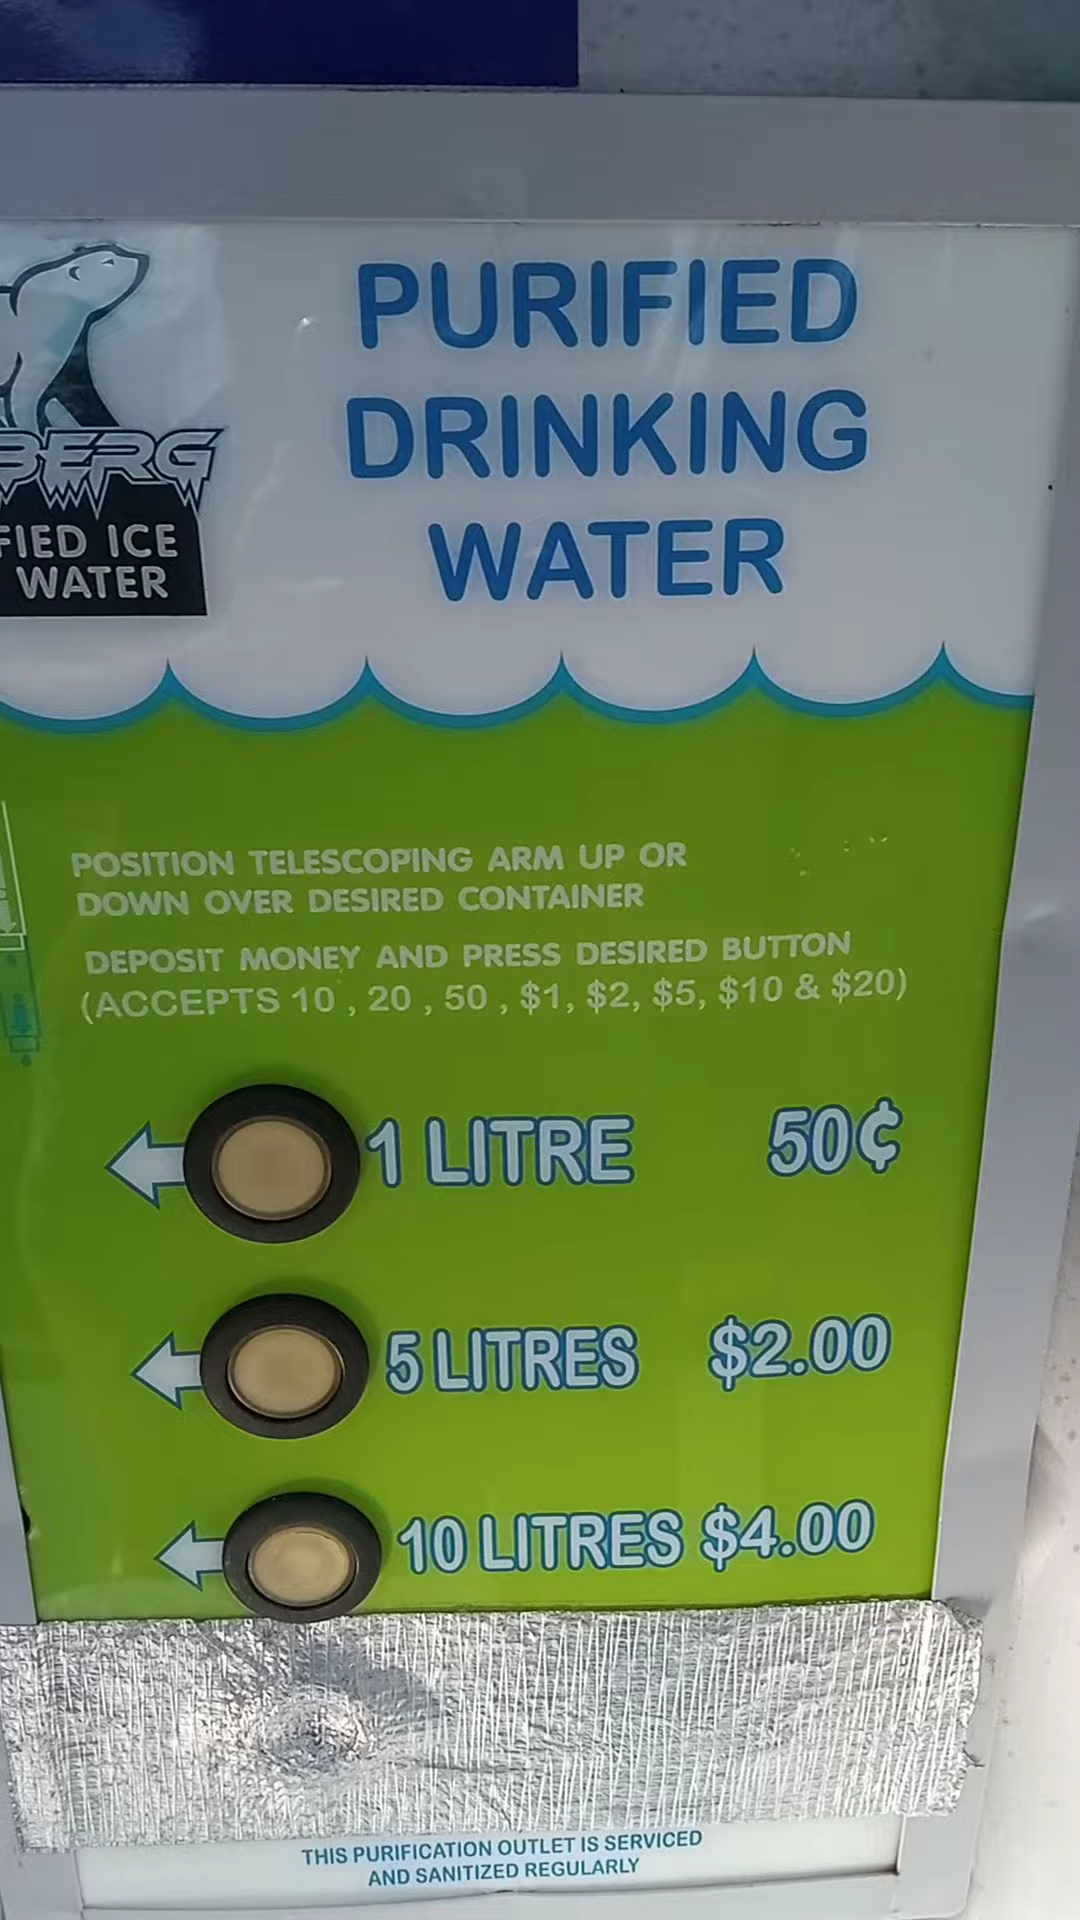 PURIFIED
DRINKING
WATER
BERG
FIED ICE
WATER
POSITION TELESCOPING ARM UP OR
DOWN OVER DESIRED CONTAINER
DEPOSIT MONEY AND PRESS DESIRED BUTTON
(ACCEPTS 10 , 20 , 50 , $1, $2, $5, $10 & $20)
1 LITRE 50¢
5 LITRES $2.00
10 LITRES $4.00
THIS PURIFICATION OUTLET IS SERVICED
AND SANITIZED REGULARLY